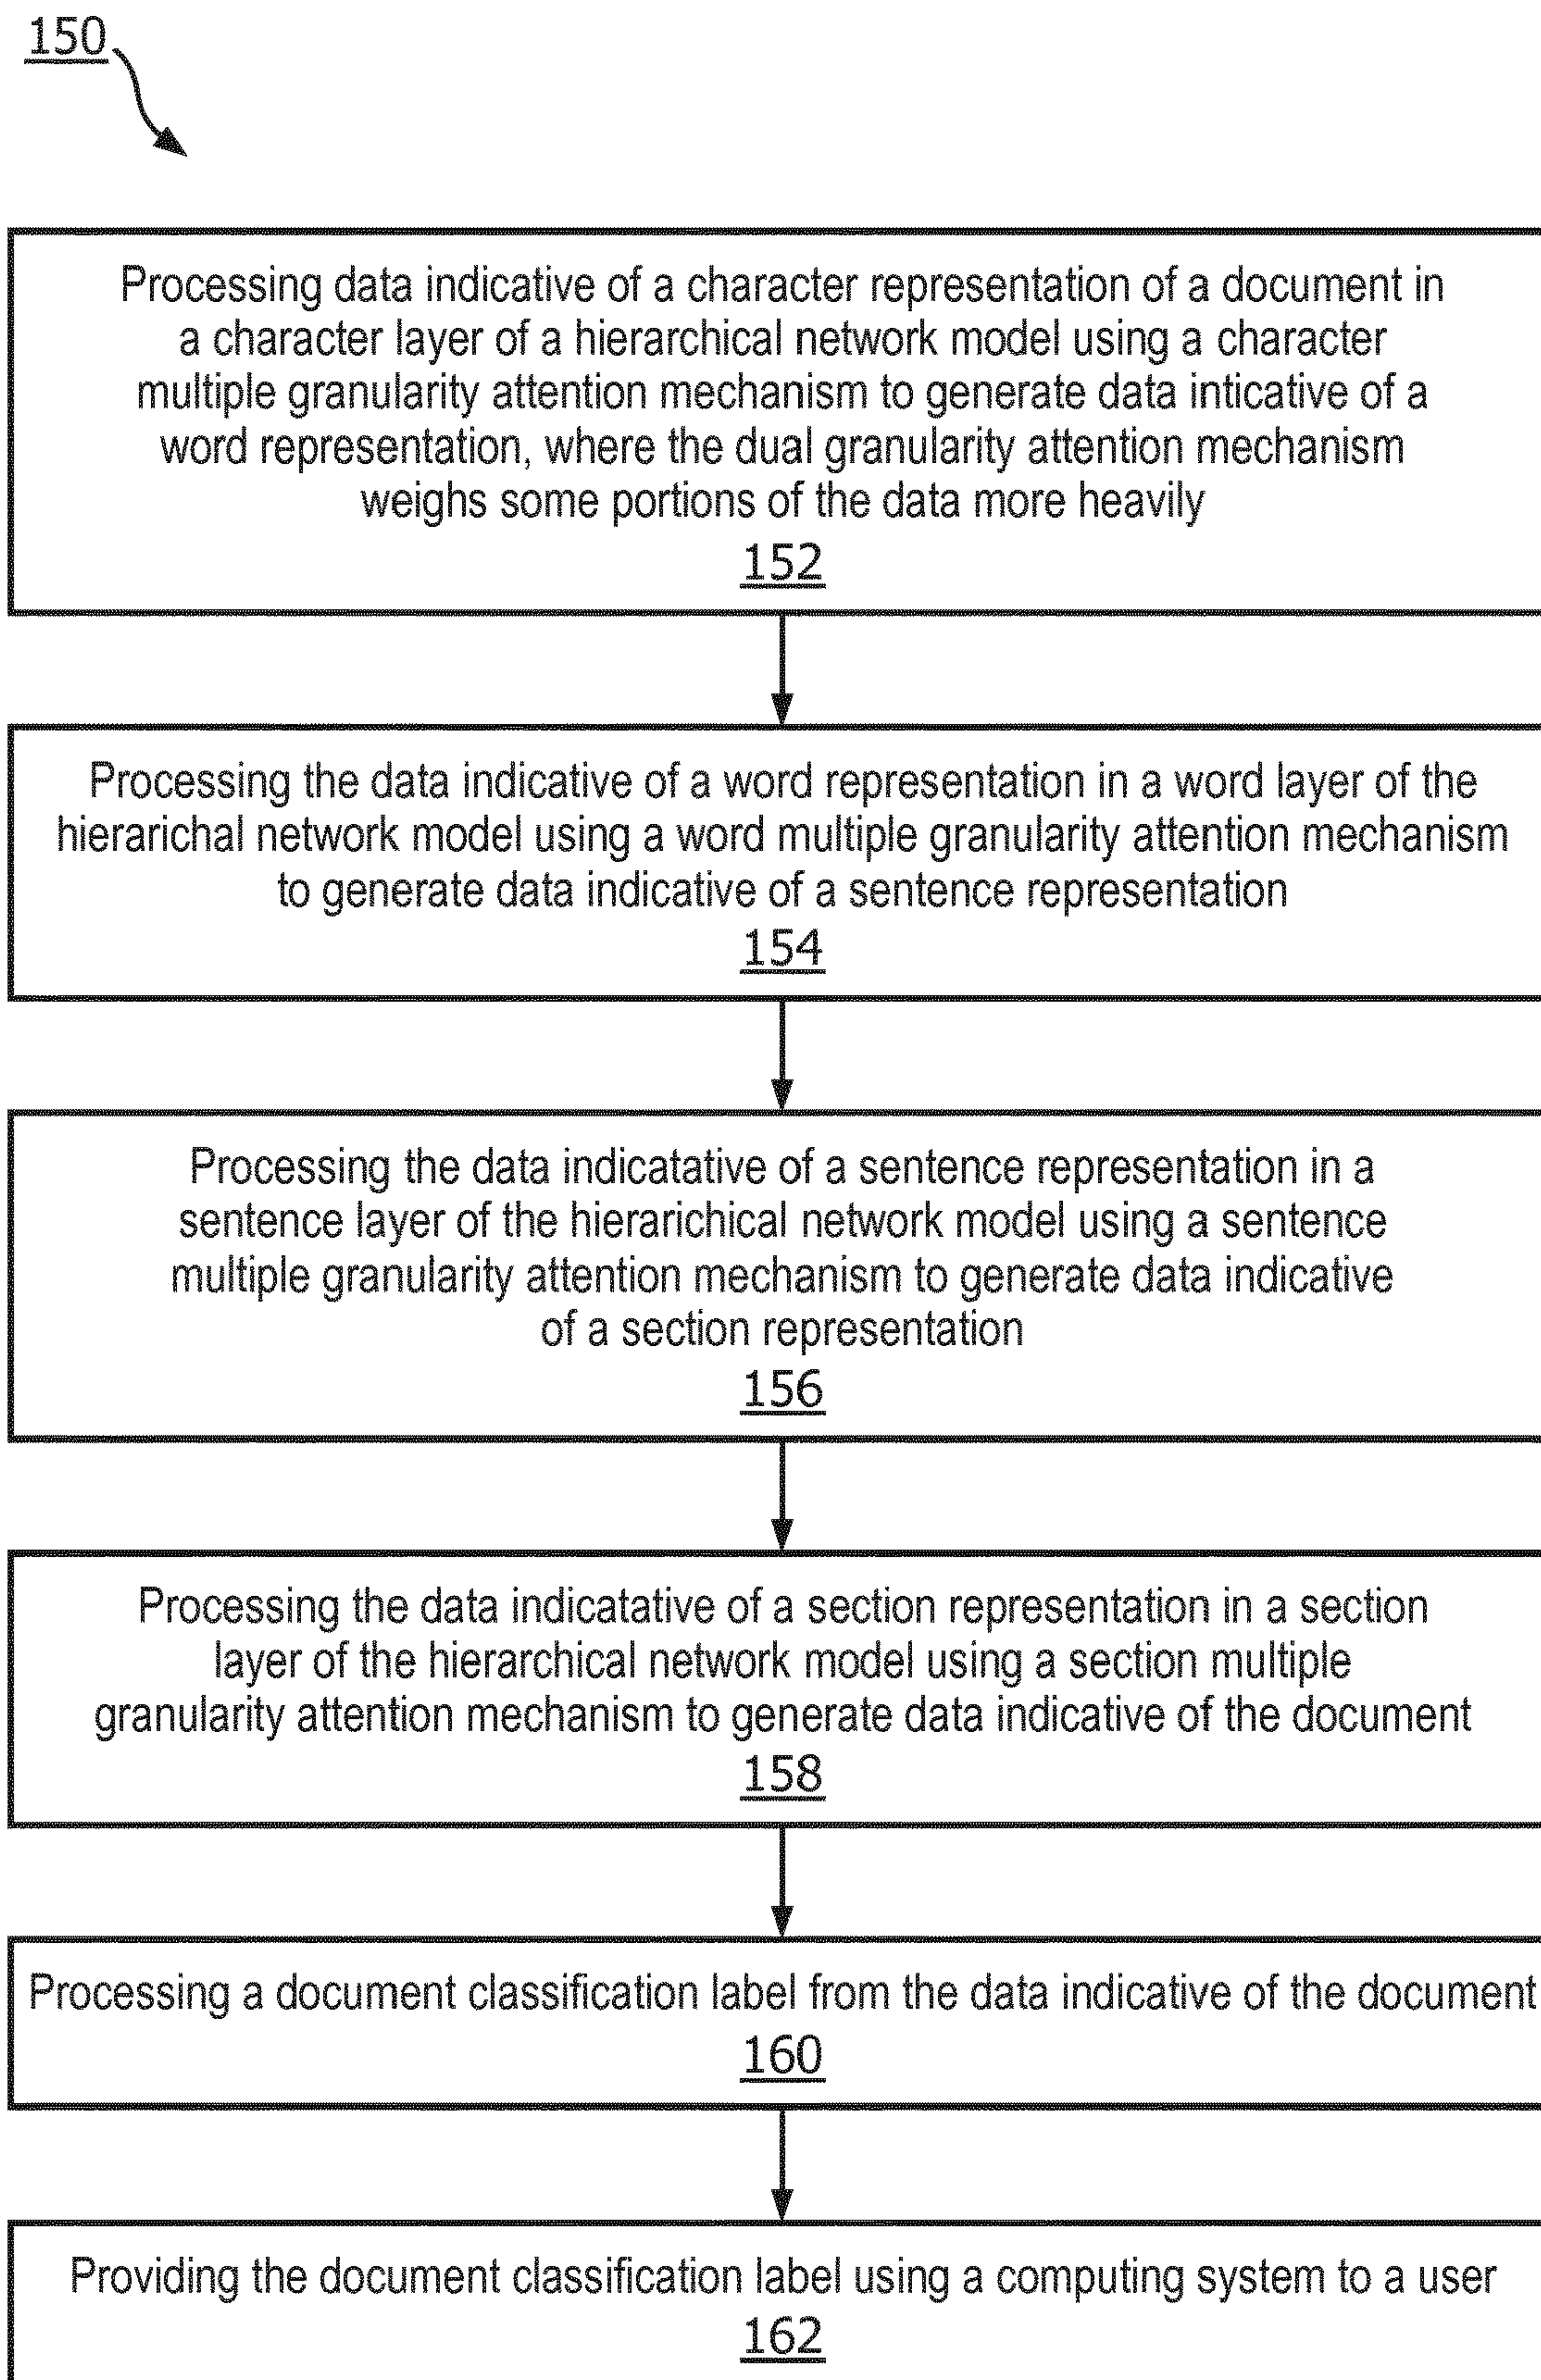 150
Processing data indicative of a character representation of a document in
a character layer of a hierarchical network model using a character
multiple granularity attention mechanism to generate data inticative of a
word representation, where the dual granularity attention mechanism
weighs some portions of the data more heavily
152
Processing the data indicative of a word representation in a word layer of the
hierarichal network model using a word multiple granularity attention mechanism
to generate data indicative of a sentence representation
154
Processing the data indicatative of a sentence representation in a
sentence layer of the hierarichical network model using a sentence
multiple granularity attention mechanism to generate data indicative
of a section representation
156
Processing the data indicatative of a section representation in a section
layer of the hierarchical network model using a section multiple
granularity attention mechanism to generate data indicative of the document
158
Processing a document classification label from the data indicative of the document
160
Providing the document classification label using a computing system to a user
162